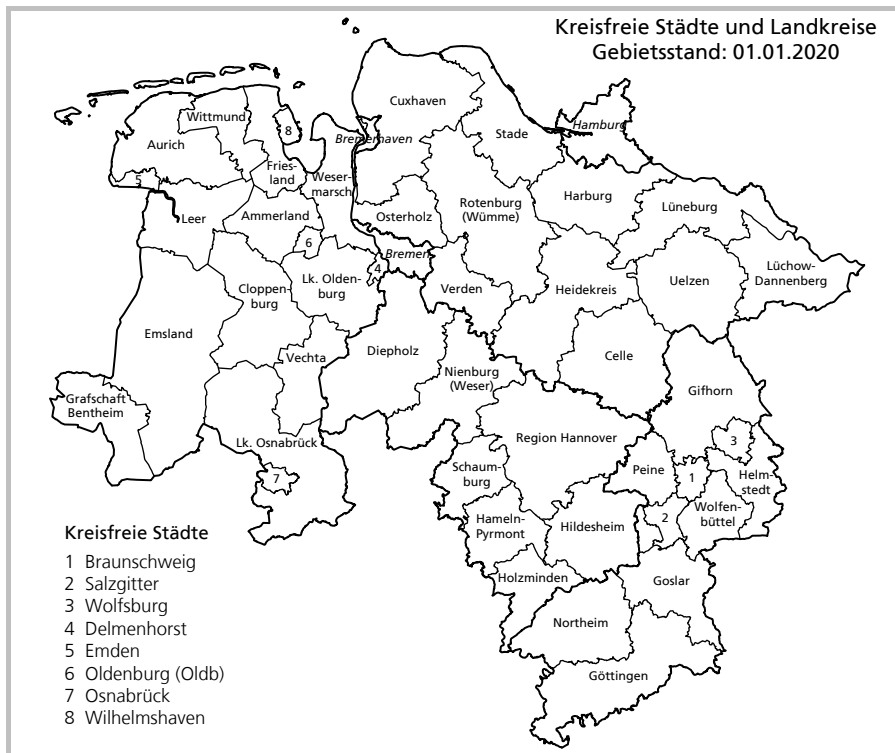 Kreisfreie Städte und Landkreise
Gebietsstand: 01.01.2020
Cuxhaven
Wittmund
8
Bremerhaven
Stade
Hamburg
Aurich
Fries-
land
Weser-
marsch
5
Leer
Ammerland
Osterholz
Rotenburg
(Wümme)
Harburg
Lüneburg
6
Bremen
4
Lk. Oldenburg
burg
Cloppen-
burg
Verden
Heidekreis
Uelzen
Lüchow-
Dannenberg
Emsland
Vechta
Diepholz
Nienburg
(Weser)
Celle
Gifhorn
Grafschaft
Bentheim
Lk. Osnabrück
7
Region Hannover
Schaum-
burg
Peine
3
1
Helm-
stedt
Hameln-
Pyrmont
Hildesheim
2
Wolfen-
büttel
Holzminden
Goslar
Northeim
Göttingen
Kreisfreie Städte
1 Braunschweig
2 Salzgitter
3 Wolfsburg
4 Delmenhorst
5 Emden
6 Oldenburg (Oldb)
7 Osnabrück
8 Wilhelmshaven